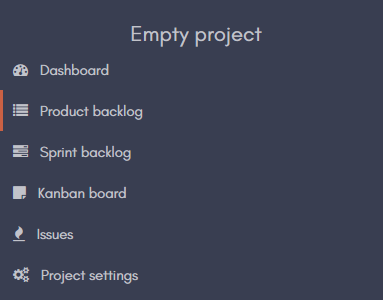 Empty project
Dashboard
Product backlog
Sprint backlog
Kanban board
Issues
Project settings